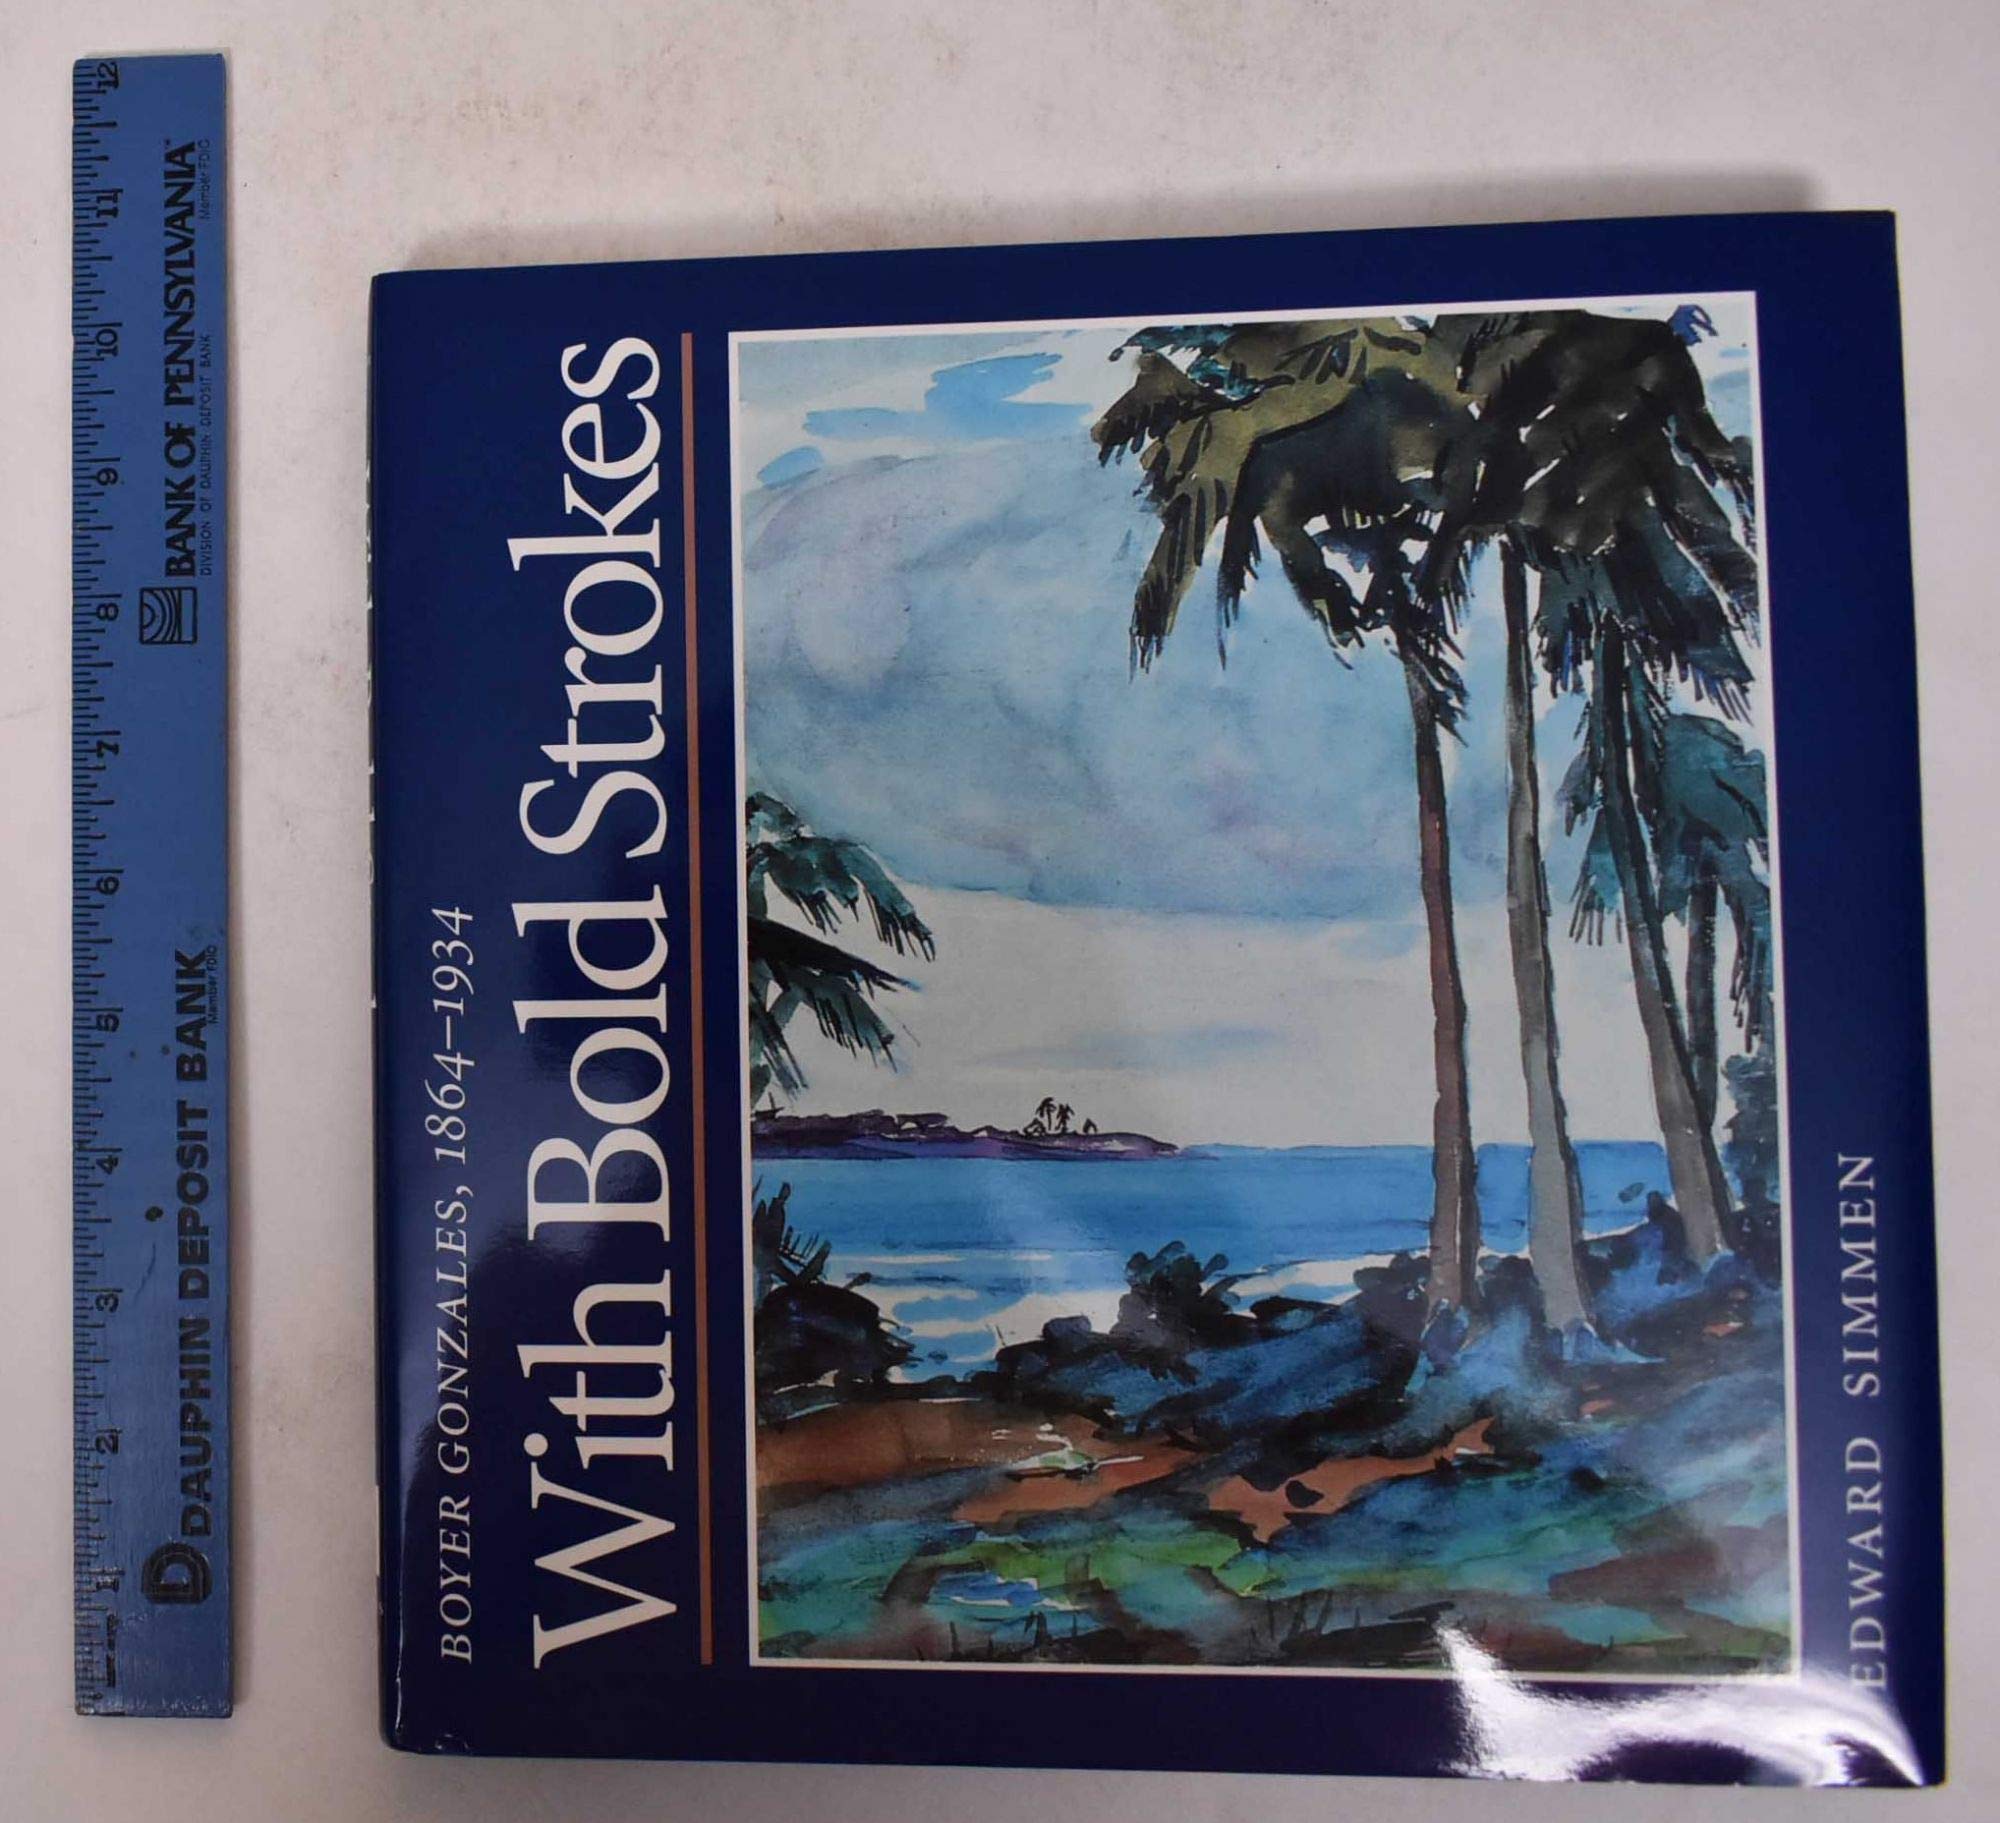 DAUPHIN DEPOSIT BANK
Member FDIC
BANK OF PENNSYLVANIA™
DIVISION OF DAUPHIN DEPOSIT BANK
Member FDIC
1 2 3 4 5 6 7 8 9 10 11 12
BOYER GONZALES, 1864–1934
With Bold Strokes
EDWARD SIMMEN